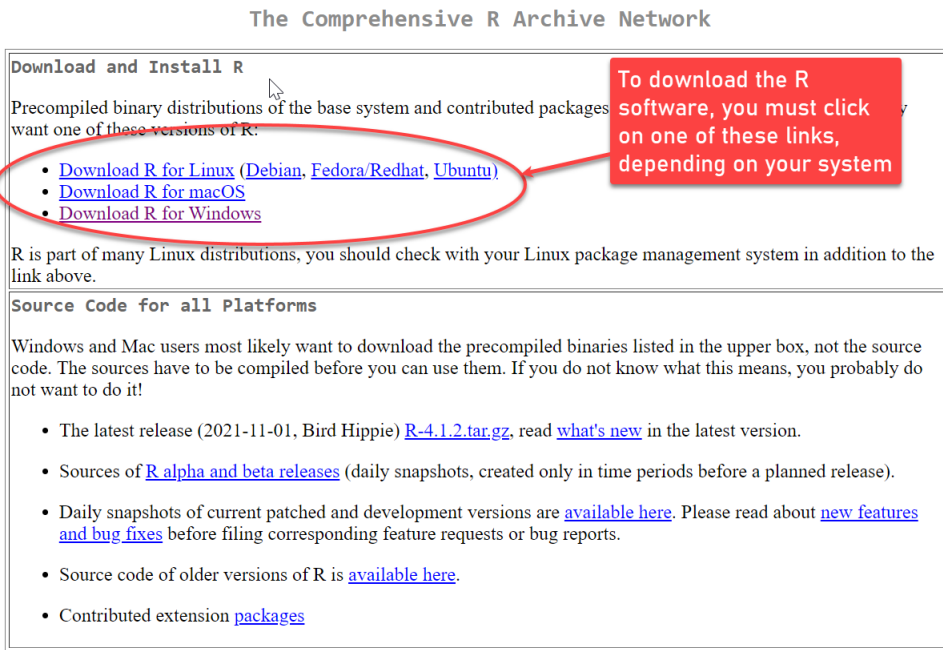 The Comprehensive R Archive Network
Download and Install R
Precompiled binary distributions of the base system and contributed packages
want one of these versions of R:
• Download R for Linux (Debian, Fedora/Redhat, Ubuntu)
• Download R for macOS
• Download R for Windows
To download the R
software, you must click
on one of these links,
depending on your system
R is part of many Linux distributions, you should check with your Linux package management system in addition to the
link above.
Source Code for all Platforms
Windows and Mac users most likely want to download the precompiled binaries listed in the upper box, not the source
code. The sources have to be compiled before you can use them. If you do not know what this means, you probably do
not want to do it!
• The latest release (2021-11-01, Bird Hippie) R-4.1.2.tar.gz, read what's new in the latest version.
• Sources of R alpha and beta releases (daily snapshots, created only in time periods before a planned release).
• Daily snapshots of current patched and development versions are available here. Please read about new features
and bug fixes before filing corresponding feature requests or bug reports.
• Source code of older versions of R is available here.
• Contributed extension packages